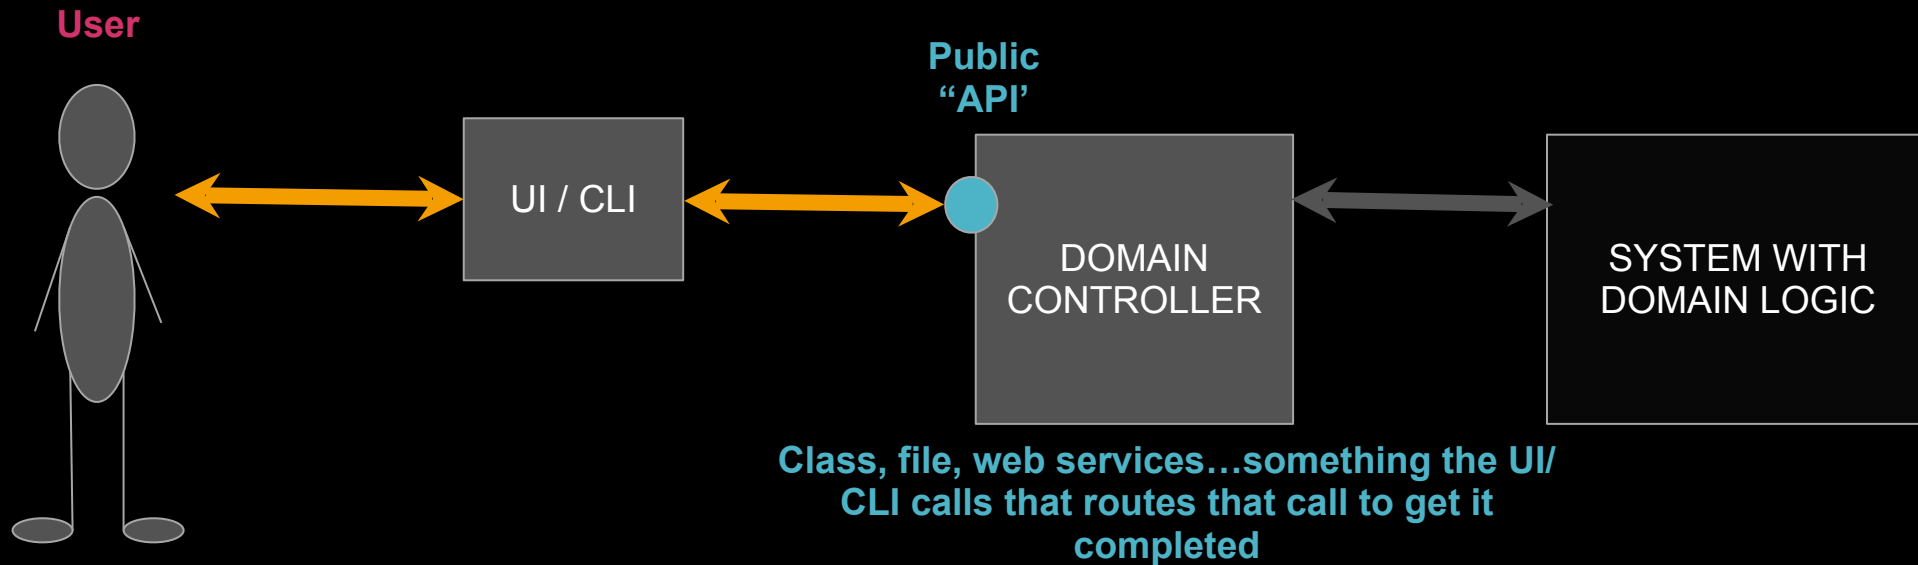 User
Public
“API’
UI / CLI
DOMAIN
CONTROLLER
SYSTEM WITH
DOMAIN LOGIC
Class, file, web services…something the UI/
CLI calls that routes that call to get it
completed